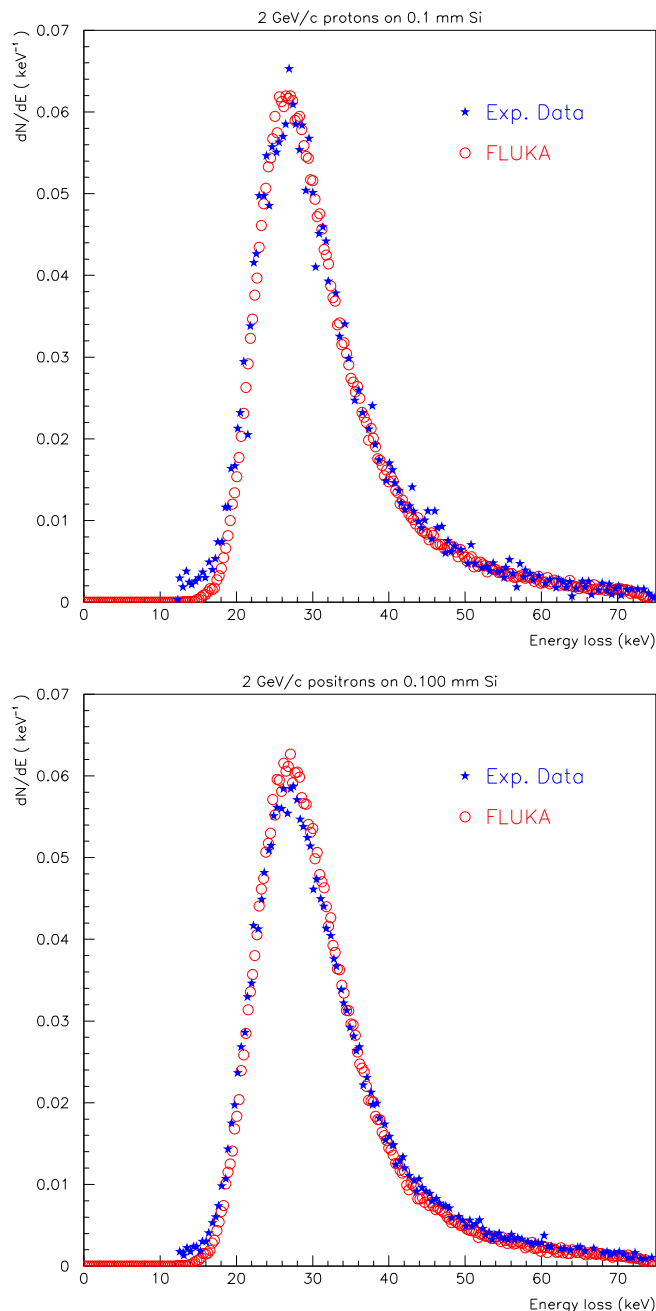 2 GeV/c protons on 0.1 mm Si
dN/dE ( keV⁻¹ )
0.07
0.06
0.05
0.04
0.03
0.02
0.01
0
★ Exp. Data
○ FLUKA
0 10 20 30 40 50 60 70
Energy loss (keV)
2 GeV/c positrons on 0.100 mm Si
dN/dE ( keV⁻¹ )
0.07
0.06
0.05
0.04
0.03
0.02
0.01
0
★ Exp. Data
○ FLUKA
0 10 20 30 40 50 60 70
Energy loss (keV)